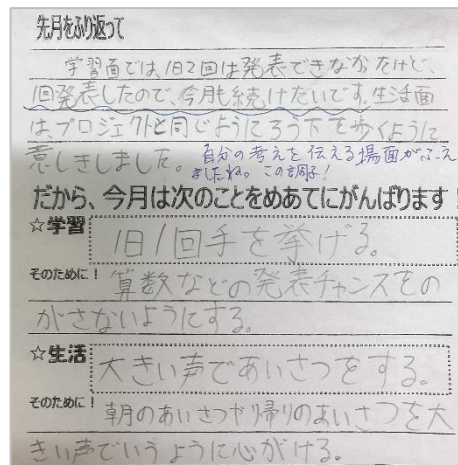 先月をふり返って
学習面では、1日2回は発表できなかったけど、
1回発表したので、今月も続けたいです。生活面
は、プロジェクトと同じようにろう下を歩くように
意しきしました。
自分の考えを伝える場面がふえ
ましたね。この調子！
だから、今月は次のことをめあてにがんばります！
☆学習
1日1回手を挙げる。
そのために！
算数などの発表チャンスをの
がさないようにする。
☆生活
大きい声であいさつをする。
そのために！
朝のあいさつや帰りのあいさつを大
きい声でいうように心がける。